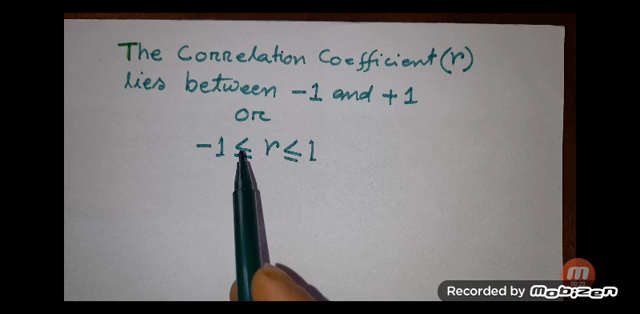 The Correlation Coefficient (r)
lies between -1 and +1
OR
-1 ≤ r ≤ 1
M
Recorded by Mobizen